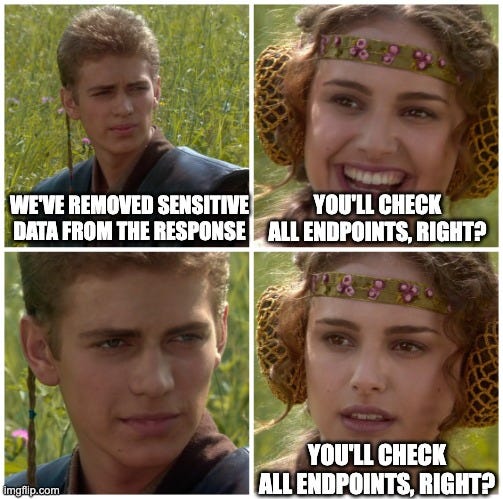 WE'VE REMOVED SENSITIVE
DATA FROM THE RESPONSE
YOU'LL CHECK
ALL ENDPOINTS, RIGHT?
YOU'LL CHECK
ALL ENDPOINTS, RIGHT?
imgflip.com